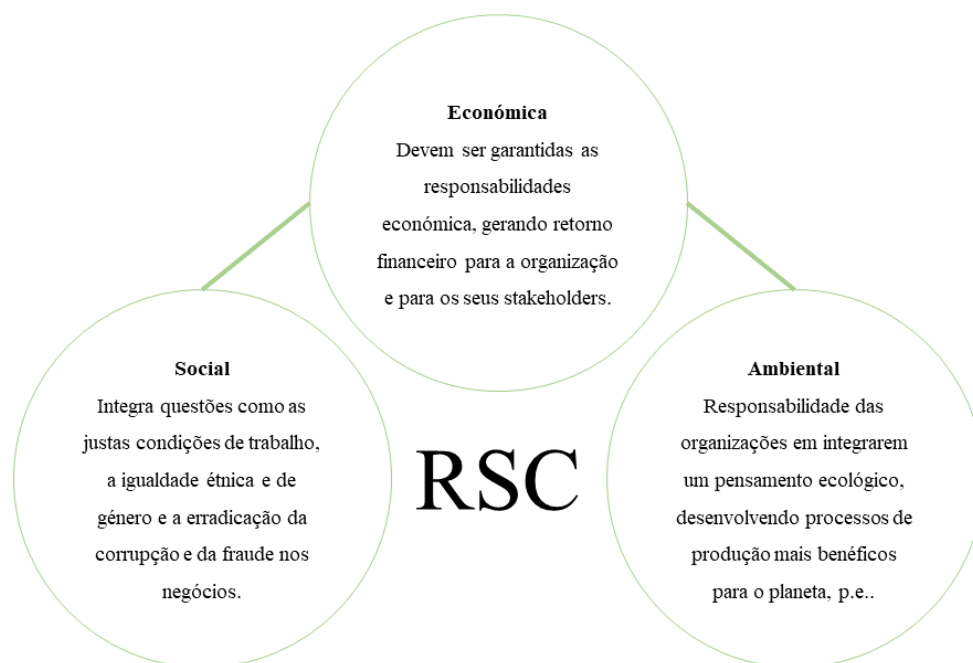 Económica
Devem ser garantidas as
responsabilidades
económica, gerando retorno
financeiro para a organização
e para os seus stakeholders.
Social
Integra questões como as
justas condições de trabalho,
a igualdade étnica e de
género e a erradicação da
corrupção e da fraude nos
negócios.
RSC
Ambiental
Responsabilidade das
organizações em integrarem
um pensamento ecológico,
desenvolvendo processos de
produção mais benéficos
para o planeta, p.e..